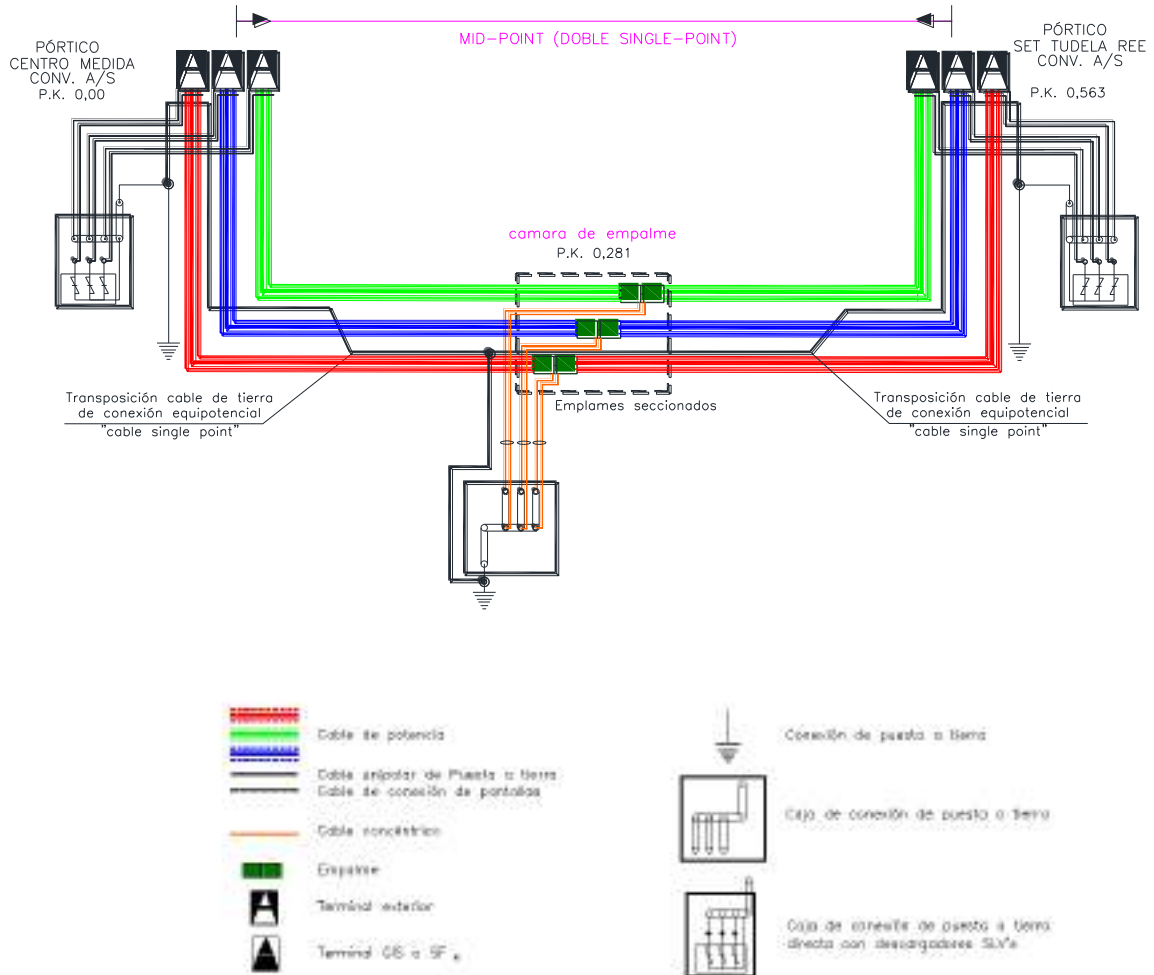 MID-POINT (DOBLE SINGLE-POINT)
PÓRTICO
CENTRO MEDIDA
CONV. A/S
P.K. 0,00
PÓRTICO
SET TUDELA REE
CONV. A/S
P.K. 0,563
camara de empalme
P.K. 0,281
Transposición cable de tierra
de conexión equipotencial
"cable single point"
Emplames seccionados
Transposición cable de tierra
de conexión equipotencial
"cable single point"
Cable de potencia
Cable unipolar de Puesta a tierra
Cable de conexión de pantallas
Cable concéntrico
Empalme
Terminal exterior
Terminal GIS o SF6
Conexión de puesta a tierra
Caja de conexión de puesta a tierra
Caja de conexión de puesta a tierra
directa con descargadores SLV's